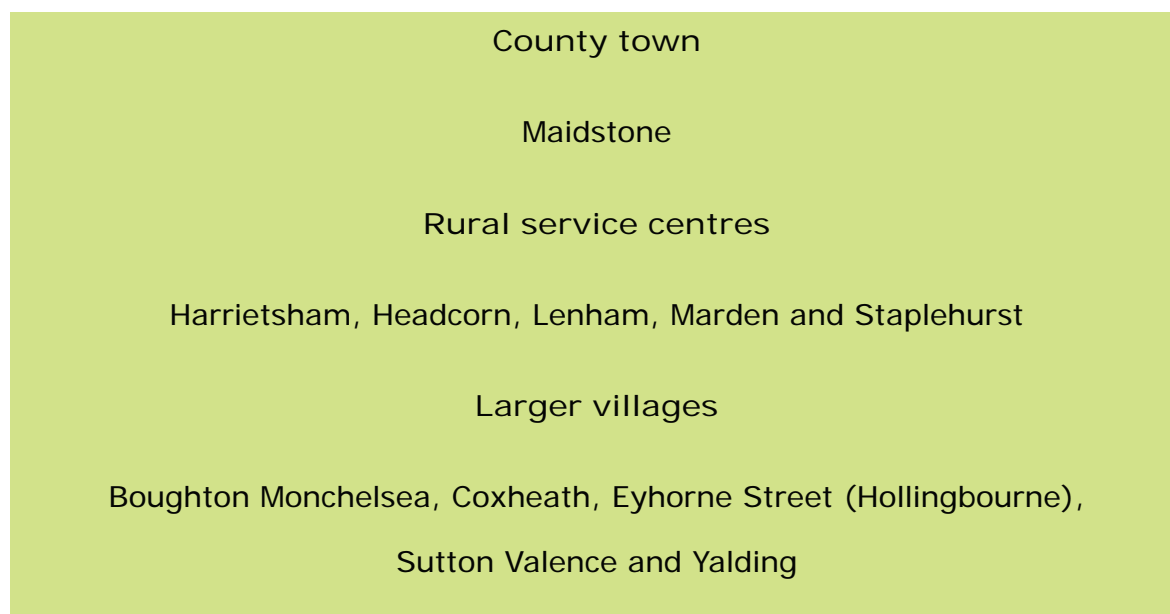 County town
Maidstone
Rural service centres
Harrietsham, Headcorn, Lenham, Marden and Staplehurst
Larger villages
Boughton Monchelsea, Coxheath, Eyhorne Street (Hollingbourne),
Sutton Valence and Yalding